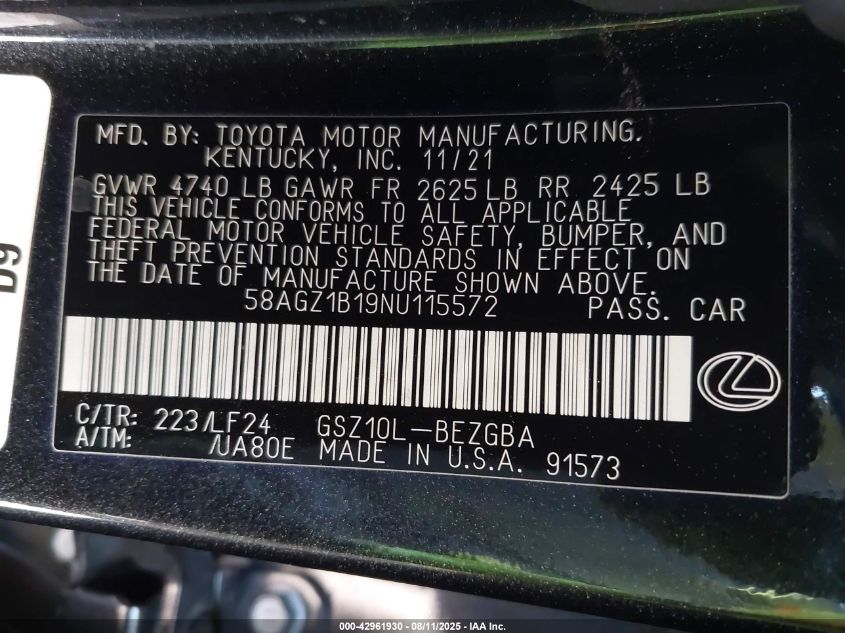 MFD. BY: TOYOTA MOTOR MANUFACTURING.
KENTUCKY, INC. 11/21
GVWR 4740 LB GAWR FR 2625 LB RR 2425 LB
THIS VEHICLE CONFORMS TO ALL APPLICABLE
FEDERAL MOTOR VEHICLE SAFETY, BUMPER, AND
THEFT PREVENTION STANDARDS IN EFFECT ON
THE DATE OF MANUFACTURE SHOWN ABOVE.
58AGZ1B19NU115572 PASS. CAR
C/TR: 223/LF24 GSZ10L-BEZGBA
A/TM: /UA80E MADE IN U.S.A. 91573
000-42961930 - 08/11/2025 - IAA Inc.